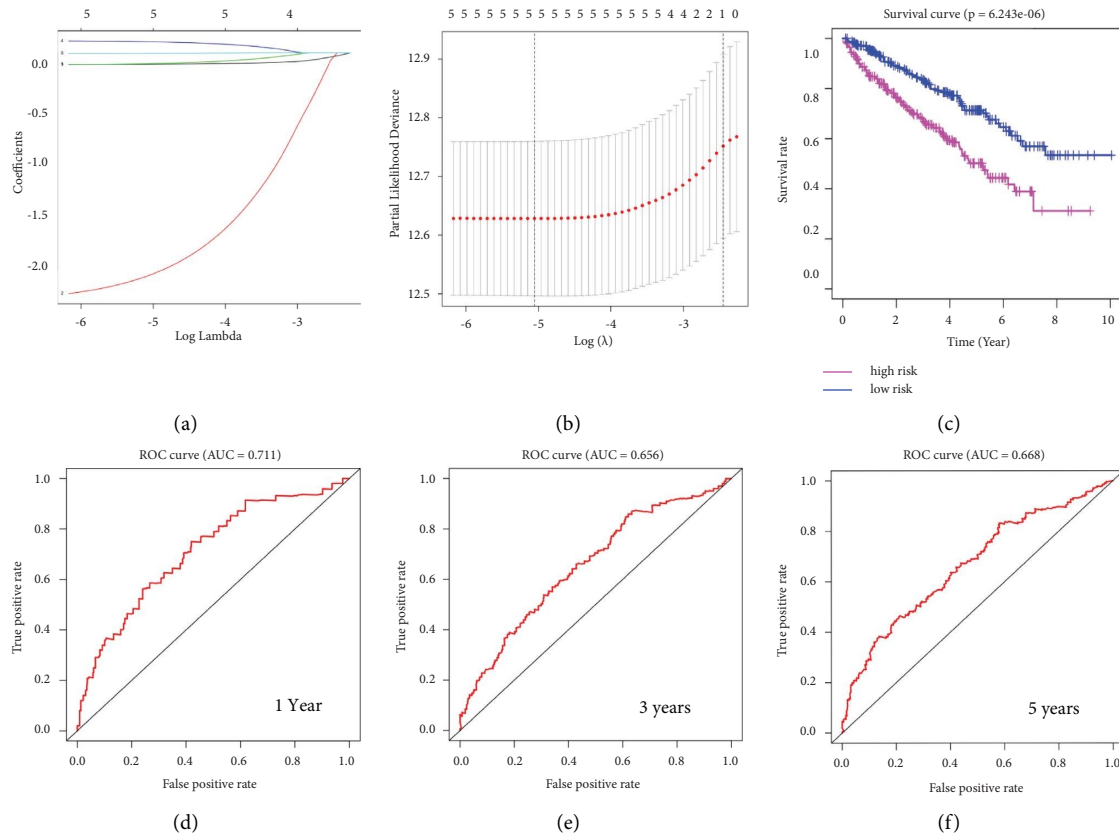 5 5 5 4
0.0
-0.5
-1.0
-1.5
-2.0
Coefficients
-6 -5 -4 -3
Log Lambda
(a)
5 5 5 5 5 5 5 5 5 5 5 5 5 5 5 4 4 2 2 1 0
12.9
12.8
12.7
12.6
12.5
Partial Likelihood Deviance
-6 -5 -4 -3
Log (λ)
(b)
Survival curve (p = 6.243e-06)
1.0
0.8
0.6
0.4
0.2
0.0
Survival rate
0 2 4 6 8 10
Time (Year)
high risk
low risk
(c)
ROC curve (AUC = 0.711)
1.0
0.8
0.6
0.4
0.2
0.0
True positive rate
1 Year
0.0 0.2 0.4 0.6 0.8 1.0
False positive rate
(d)
ROC curve (AUC = 0.656)
1.0
0.8
0.6
0.4
0.2
0.0
True positive rate
3 years
0.0 0.2 0.4 0.6 0.8 1.0
False positive rate
(e)
ROC curve (AUC = 0.668)
1.0
0.8
0.6
0.4
0.2
0.0
True positive rate
5 years
0.0 0.2 0.4 0.6 0.8 1.0
False positive rate
(f)